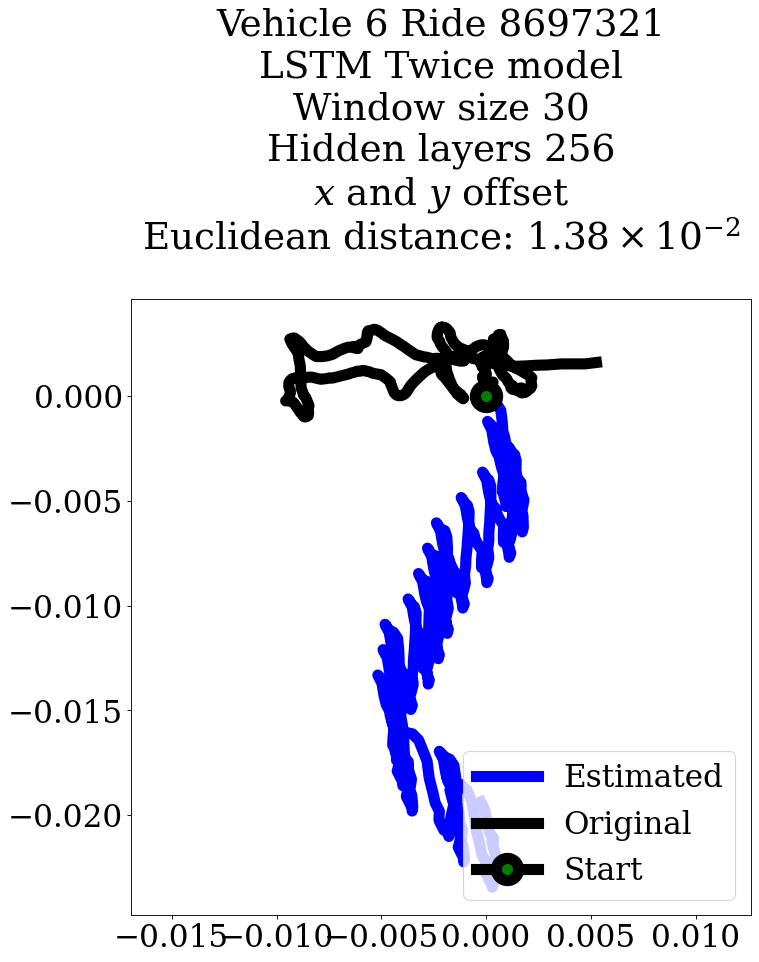 Vehicle 6 Ride 8697321
LSTM Twice model
Window size 30
Hidden layers 256
x and y offset
Euclidean distance: 1.38 × 10⁻²
0.000
−0.005
−0.010
−0.015
−0.020
Estimated
Original
Start
−0.015 −0.010 −0.005 0.000 0.005 0.010